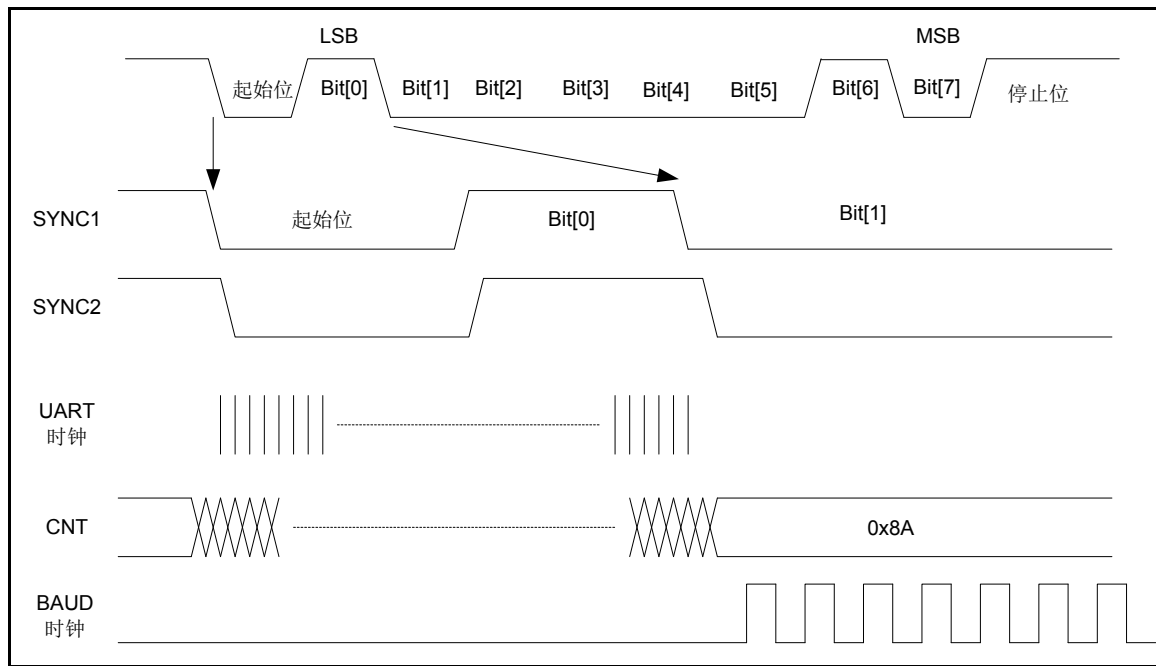 LSB
MSB
起始位 Bit[0] Bit[1] Bit[2] Bit[3] Bit[4] Bit[5] Bit[6] Bit[7] 停止位
SYNC1 起始位 Bit[0] Bit[1]
SYNC2
UART
时钟
CNT 0x8A
BAUD
时钟